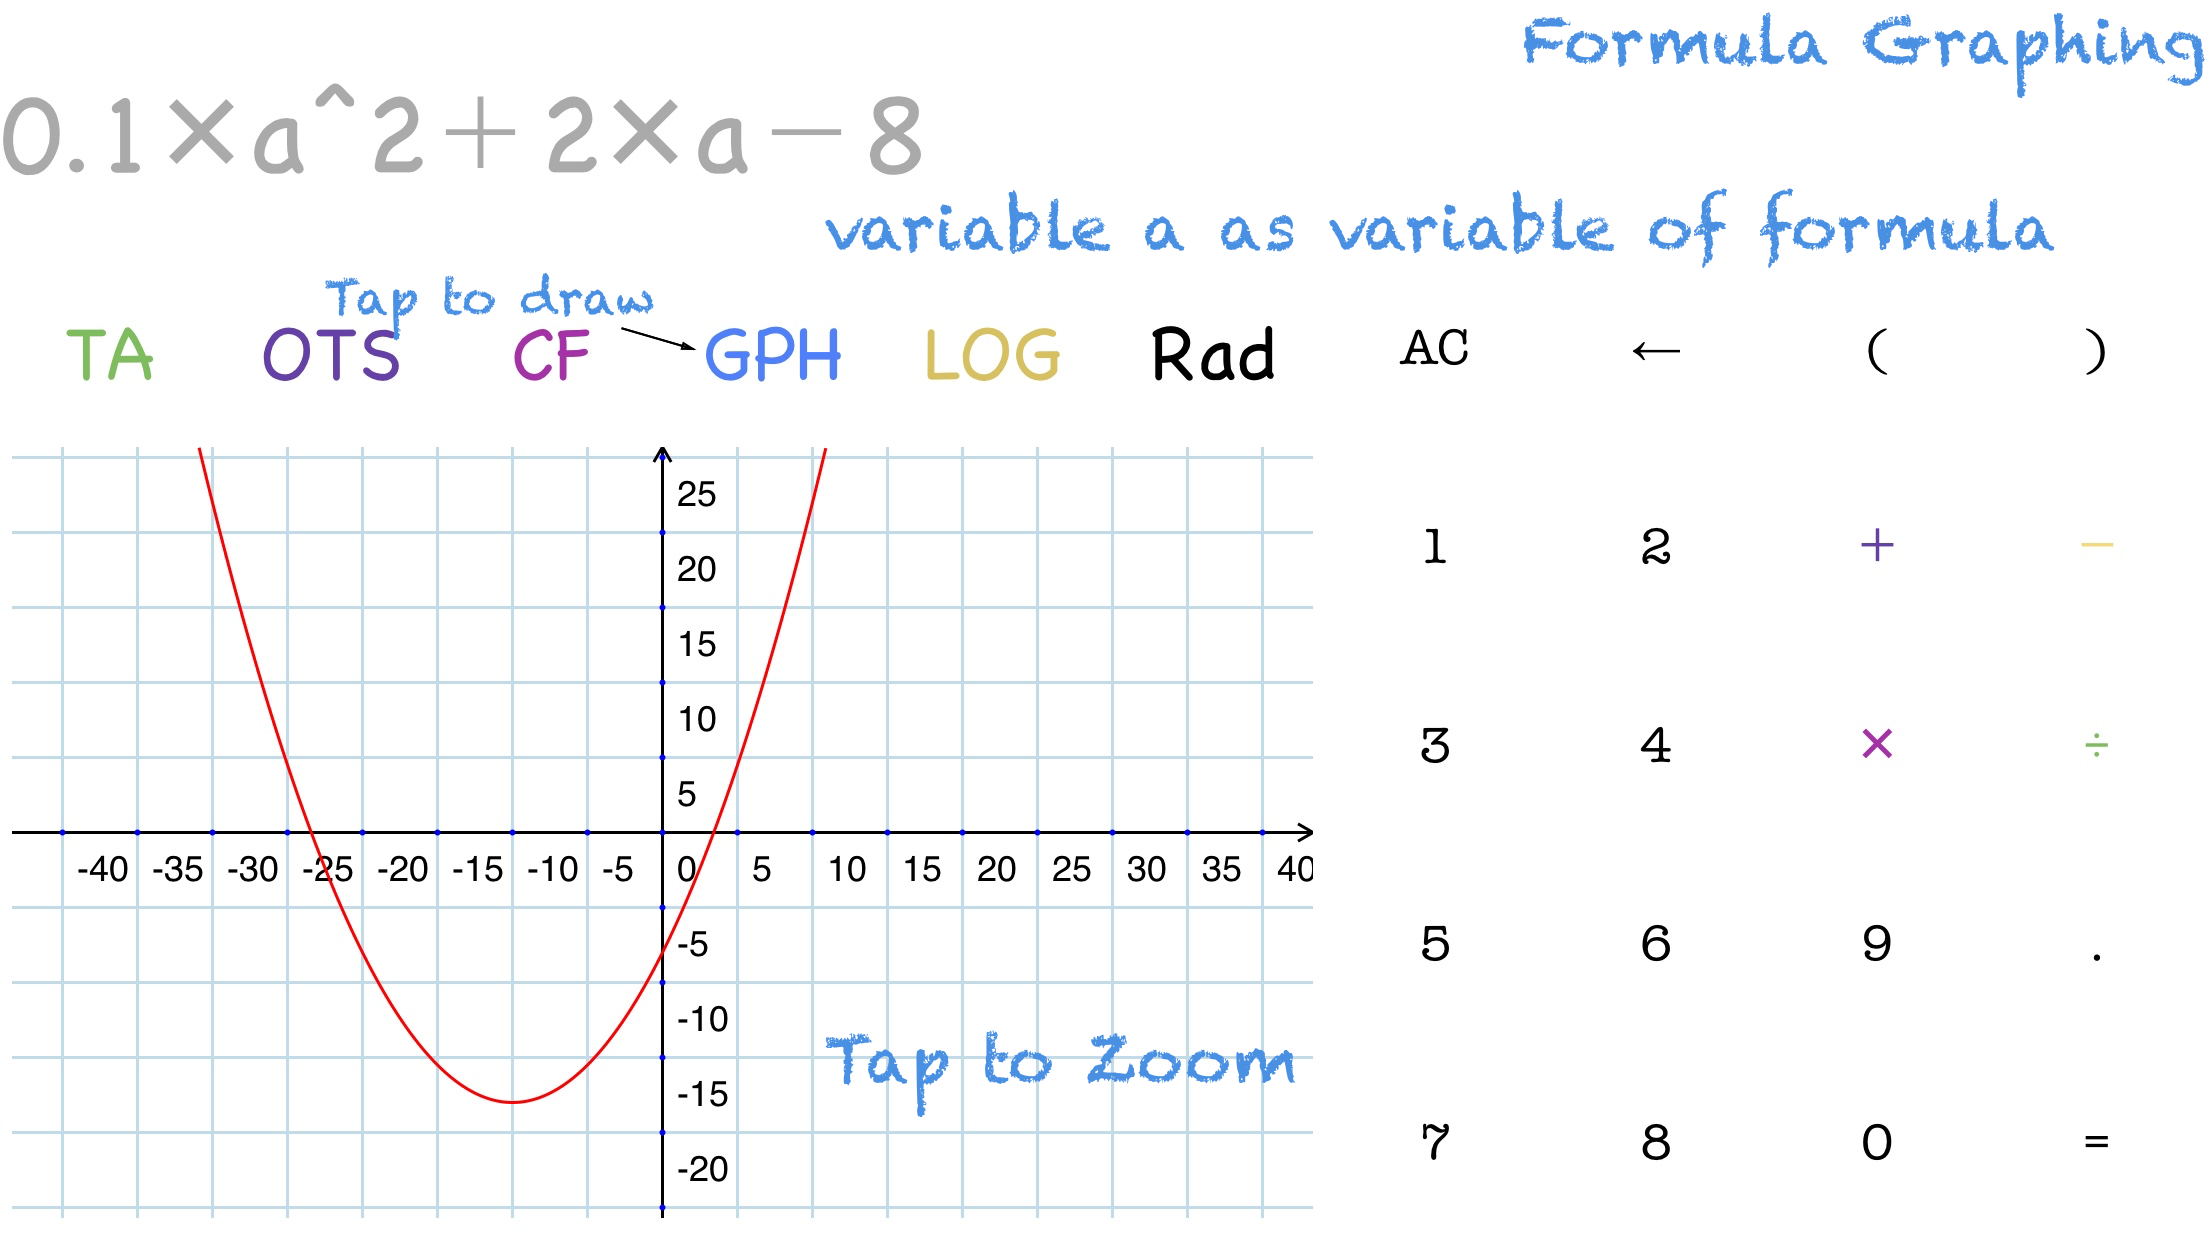 Formula Graphing
0.1×a^2+2×a−8
variable a as variable of formula
Tap to draw
TA OTS CF GPH LOG Rad AC ← ( )
25
20
15
10
5
-40 -35 -30 -25 -20 -15 -10 -5 0 5 10 15 20 25 30 35 40
-5
-10
-15
-20
Tap to Zoom
1 2 + −
3 4 × ÷
5 6 9 .
7 8 0 =